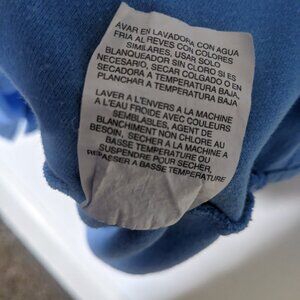 AVAR EN LAVADORA CON AGUA
FRIA AL REVES CON COLORES
SIMILARES, USAR SOLO
BLANQUEADOR SIN CLORO SI ES
NECESARIO, SECAR COLGADO O EN
SECADORA A TEMPERATURA BAJA,
PLANCHAR A TEMPERATURA BAJA.
LAVER A L'ENVERS A LA MACHINE
A L'EAU FROIDE AVEC COULEURS
SEMBLABLES, AGENT DE
BLANCHIMENT NON CHLORE AU
BESOIN, SECHER A LA MACHINE A
BASSE TEMPERATURE OU
SUSPENDRE POUR SECHER,
REPASSER A BASSE TEMPERATURE